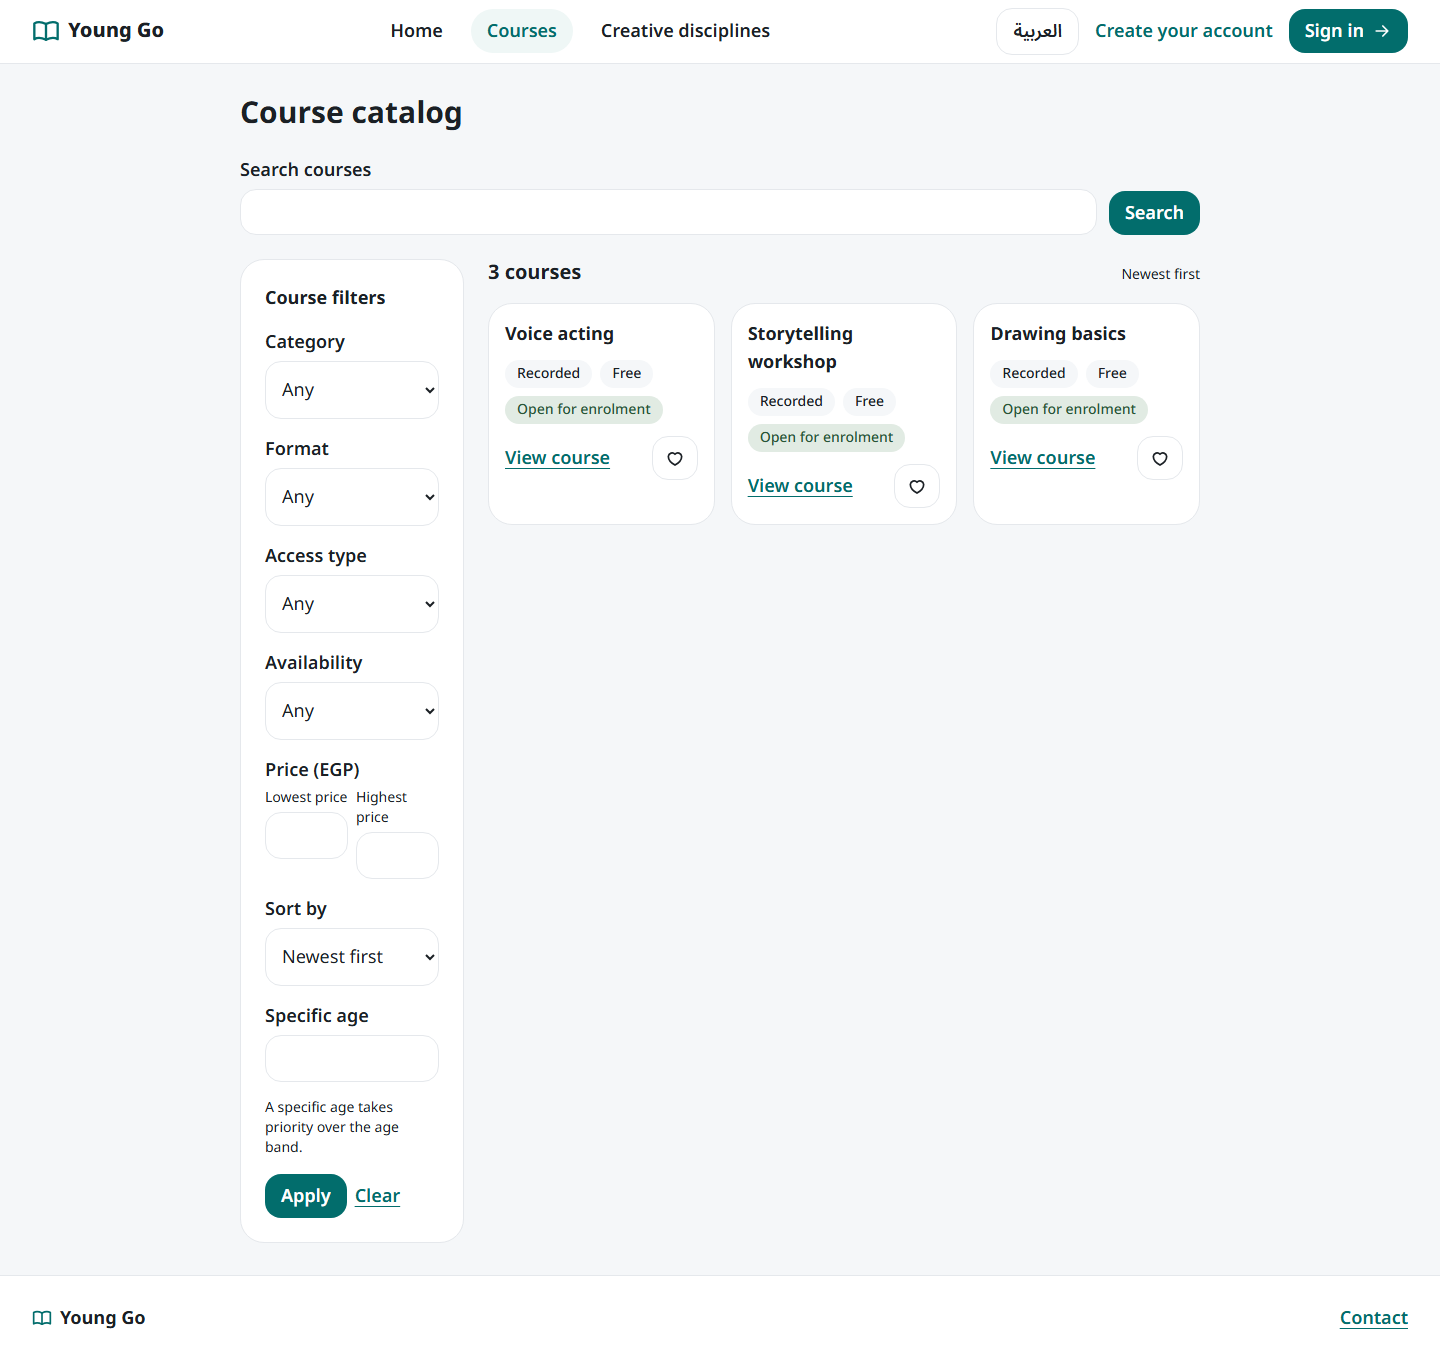 Young Go
Home
Courses
Creative disciplines
العربية
Create your account
Sign in
Course catalog
Search courses
Search
Course filters
Category
Any
Format
Any
Access type
Any
Availability
Any
Price (EGP)
Lowest price
Highest
price
Sort by
Newest first
Specific age
A specific age takes
priority over the age
band.
Apply
Clear
3 courses
Newest first
Voice acting
Recorded
Free
Open for enrolment
View course
Storytelling
workshop
Recorded
Free
Open for enrolment
View course
Drawing basics
Recorded
Free
Open for enrolment
View course
Young Go
Contact